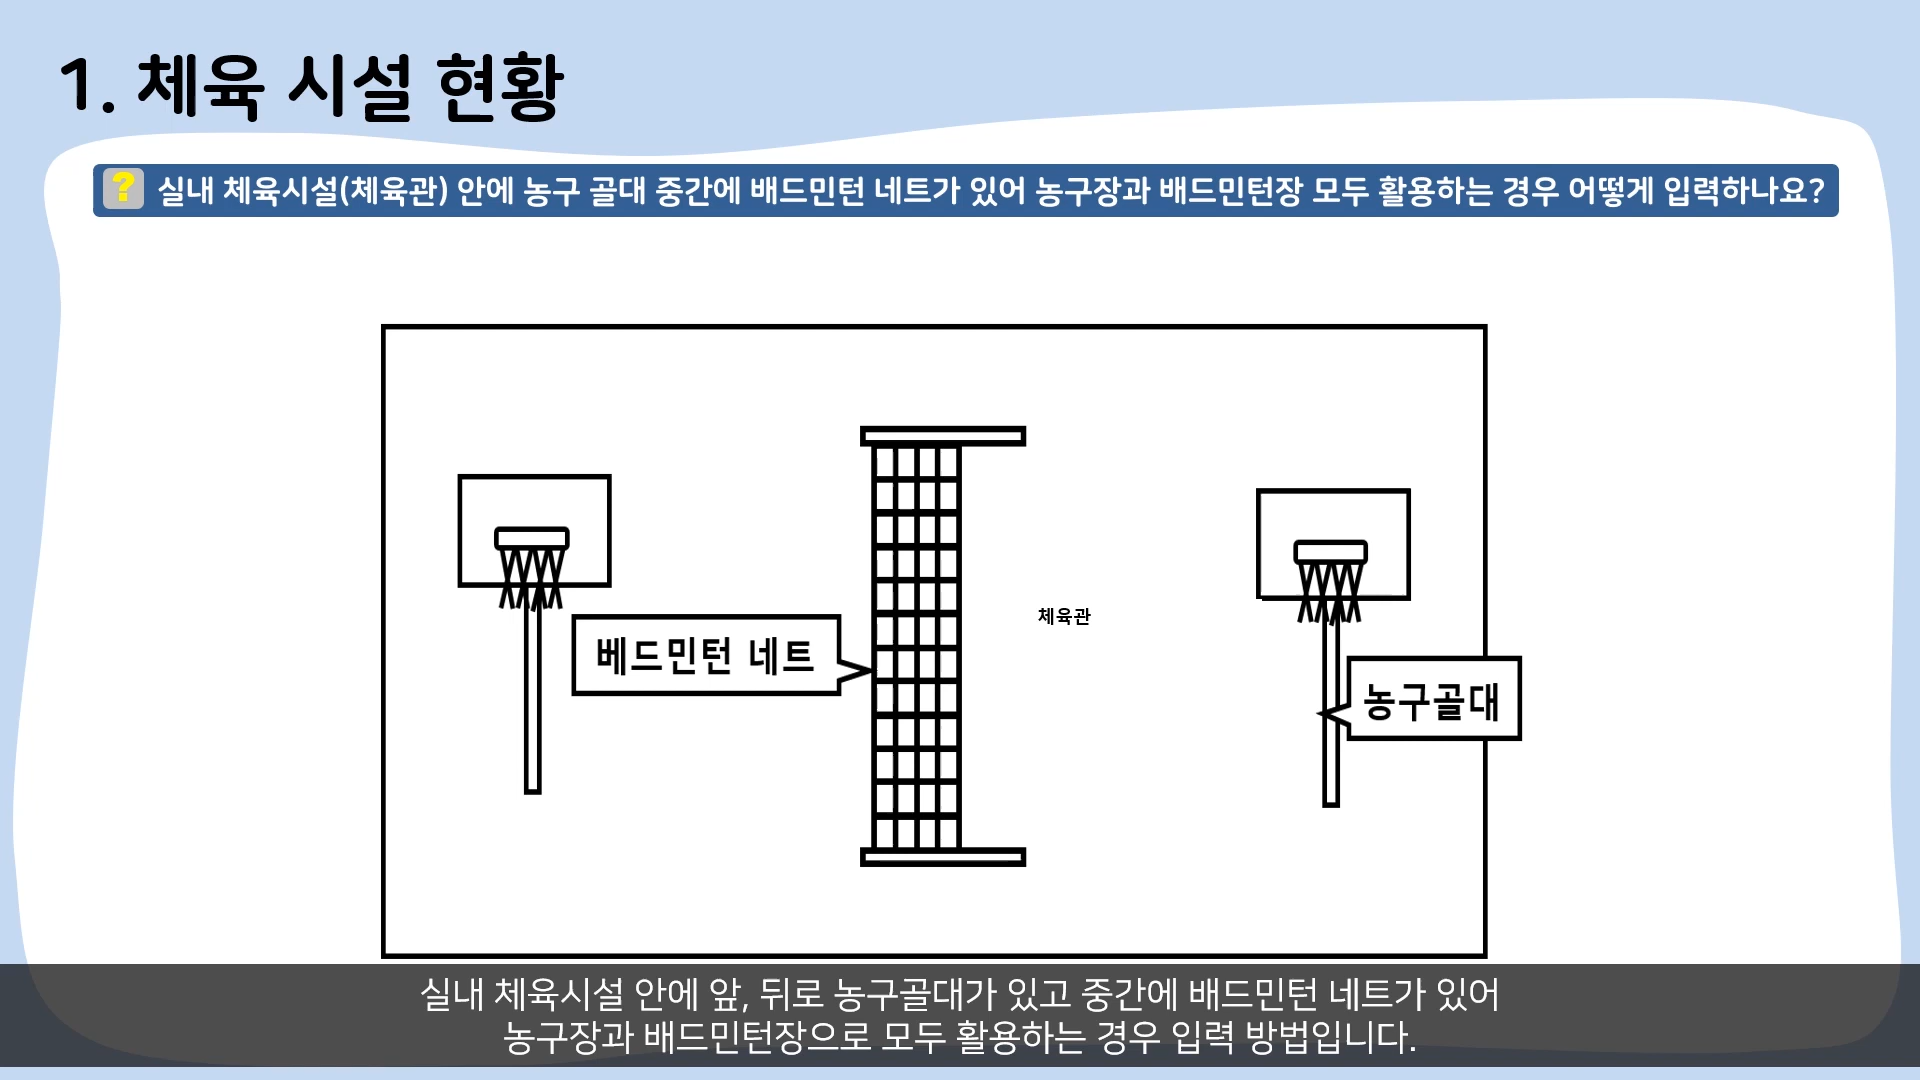 1. 체육 시설 현황
? 실내 체육시설(체육관) 안에 농구 골대 중간에 배드민턴 네트가 있어 농구장과 배드민턴장 모두 활용하는 경우 어떻게 입력하나요?
체육관
베드민턴 네트
농구골대
실내 체육시설 안에 앞, 뒤로 농구골대가 있고 중간에 배드민턴 네트가 있어
농구장과 배드민턴장으로 모두 활용하는 경우 입력 방법입니다.